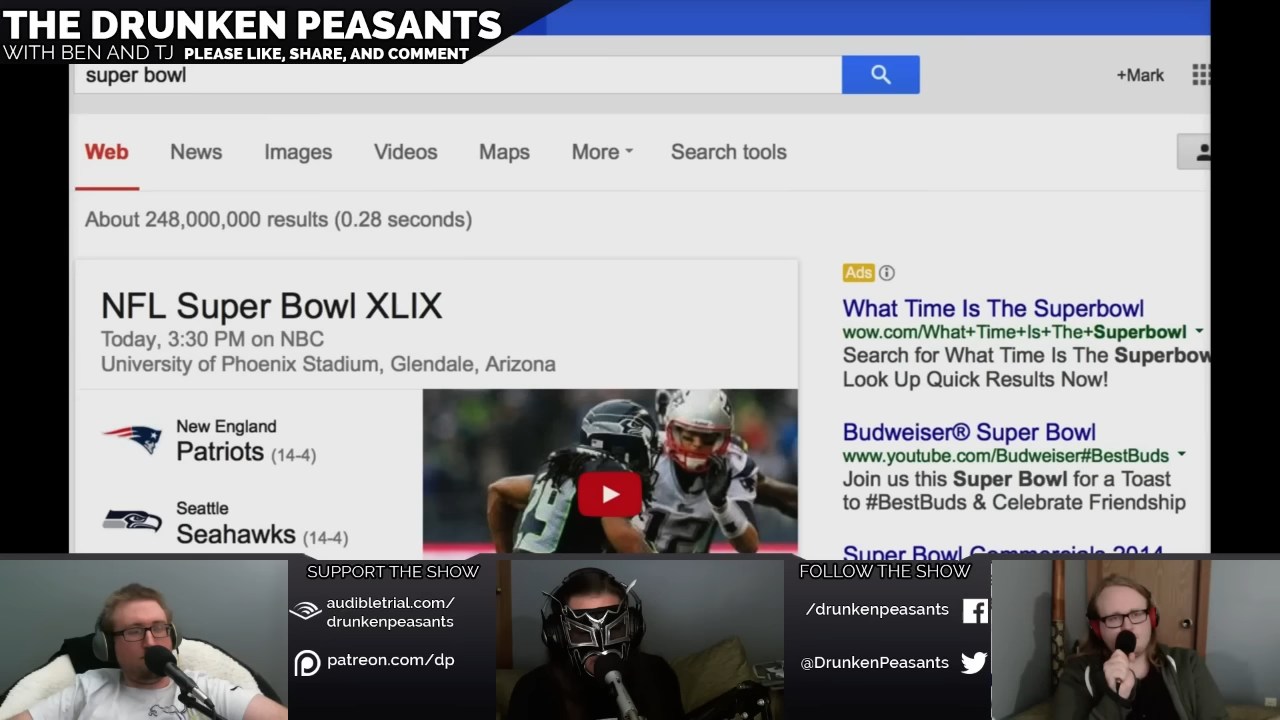 THE DRUNKEN PEASANTS
WITH BEN AND TJ PLEASE LIKE, SHARE, AND COMMENT
super bowl
+Mark
Web News Images Videos Maps More Search tools
About 248,000,000 results (0.28 seconds)
NFL Super Bowl XLIX
Today, 3:30 PM on NBC
University of Phoenix Stadium, Glendale, Arizona
New England
Patriots (14-4)
Seattle
Seahawks (14-4)
29
12
Ads
What Time Is The Superbowl
wow.com/What+Time+Is+The+Superbowl
Search for What Time Is The Superbow
Look Up Quick Results Now!
Budweiser® Super Bowl
www.youtube.com/Budweiser#BestBuds
Join us this Super Bowl for a Toast
to #BestBuds & Celebrate Friendship
Super Bowl Commercials 2014
SUPPORT THE SHOW
audibletrial.com/
drunkenpeasants
patreon.com/dp
FOLLOW THE SHOW
/drunkenpeasants
@DrunkenPeasants